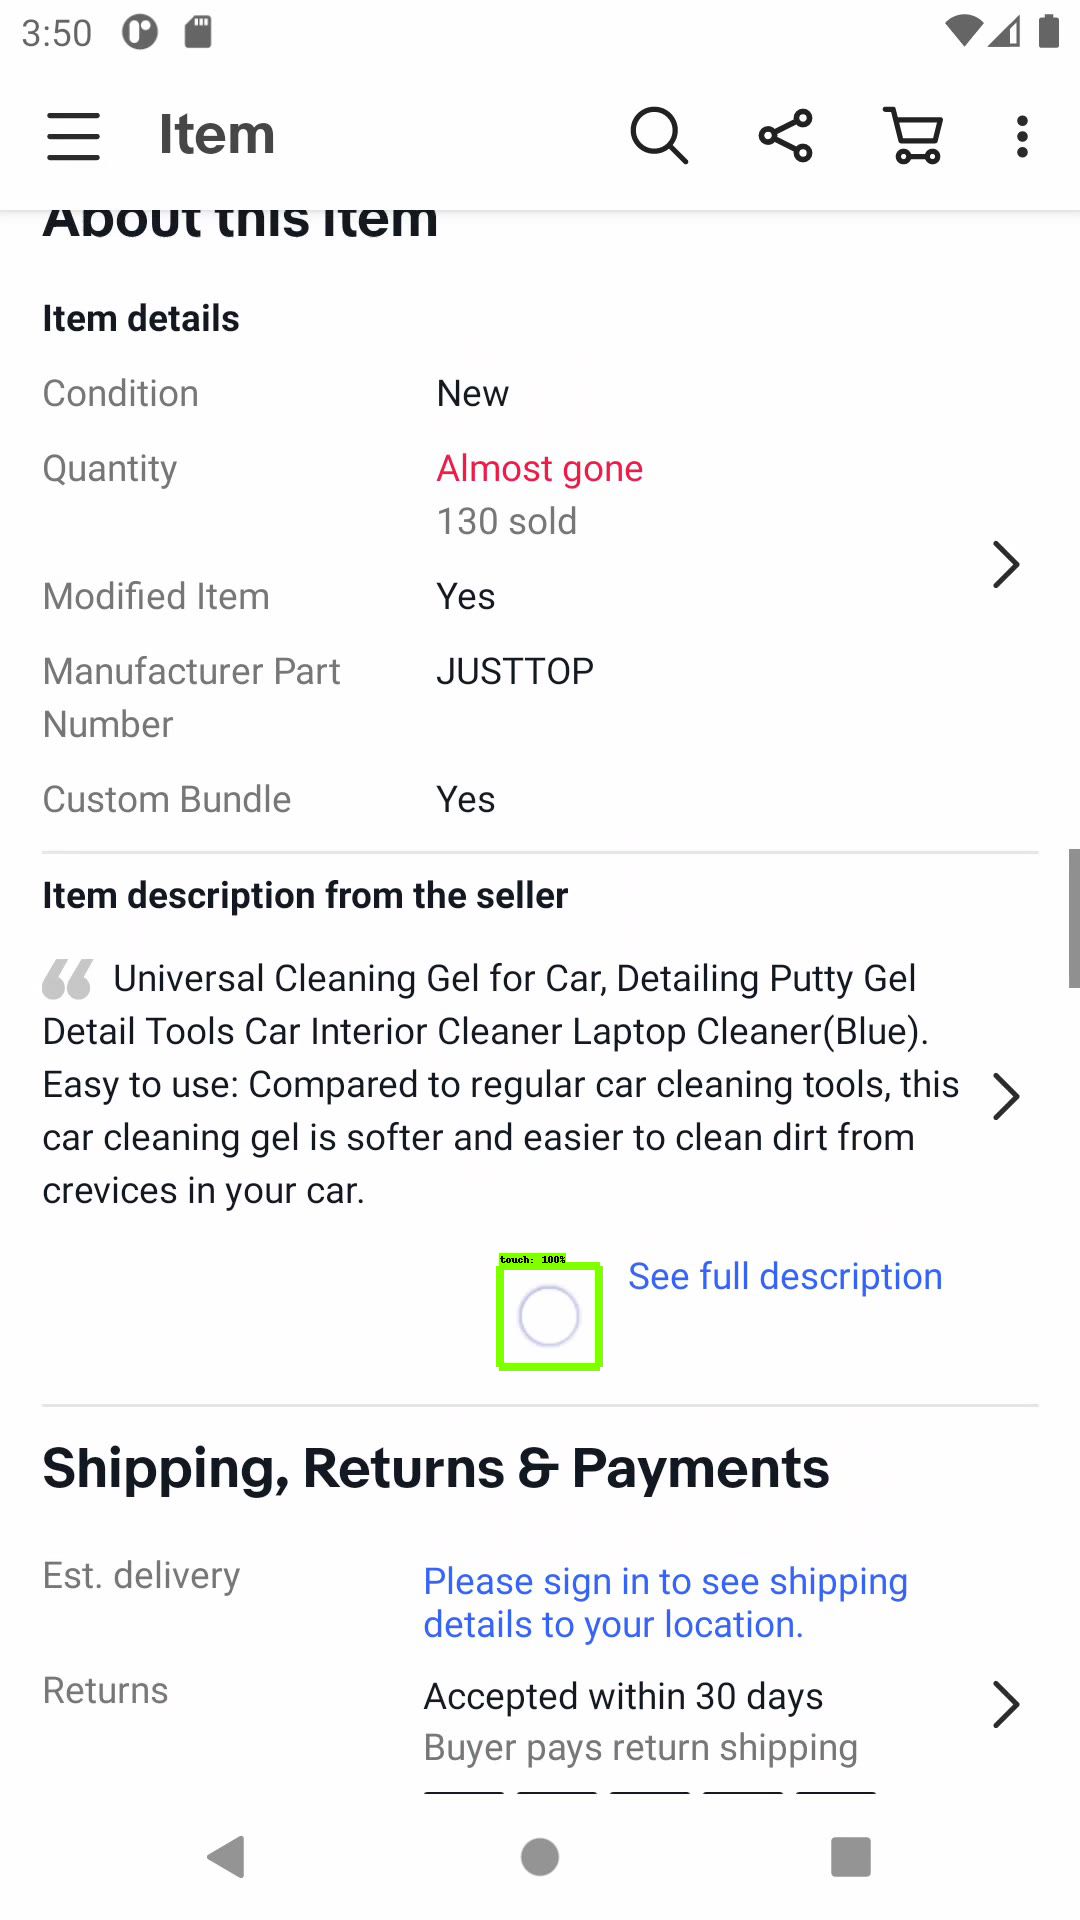 3:50
Item
About this item
Item details
Condition New
Quantity Almost gone
130 sold
Modified Item Yes
Manufacturer Part JUSTTOP
Number
Custom Bundle Yes
Item description from the seller
“ Universal Cleaning Gel for Car, Detailing Putty Gel
Detail Tools Car Interior Cleaner Laptop Cleaner(Blue).
Easy to use: Compared to regular car cleaning tools, this
car cleaning gel is softer and easier to clean dirt from
crevices in your car.
touch: 100%
See full description
Shipping, Returns & Payments
Est. delivery Please sign in to see shipping
details to your location.
Returns Accepted within 30 days
Buyer pays return shipping